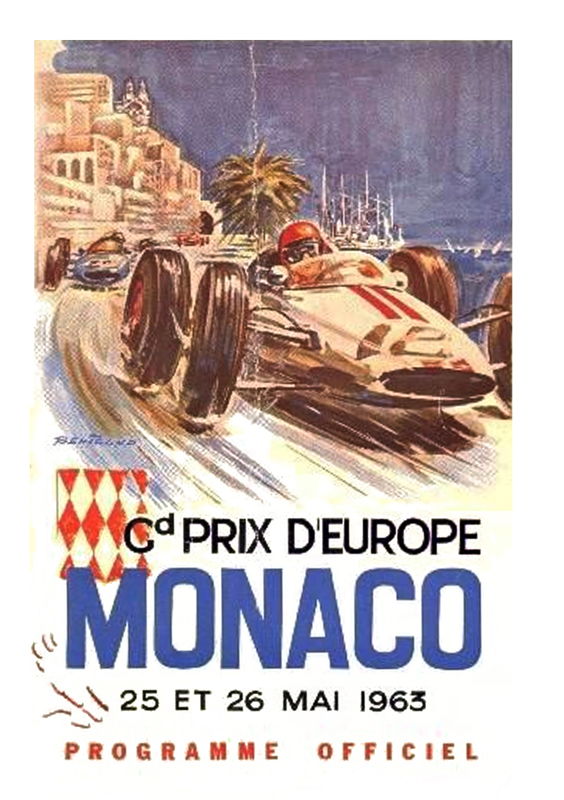 Gd PRIX D'EUROPE
MONACO
25 ET 26 MAI 1963
PROGRAMME OFFICIEL